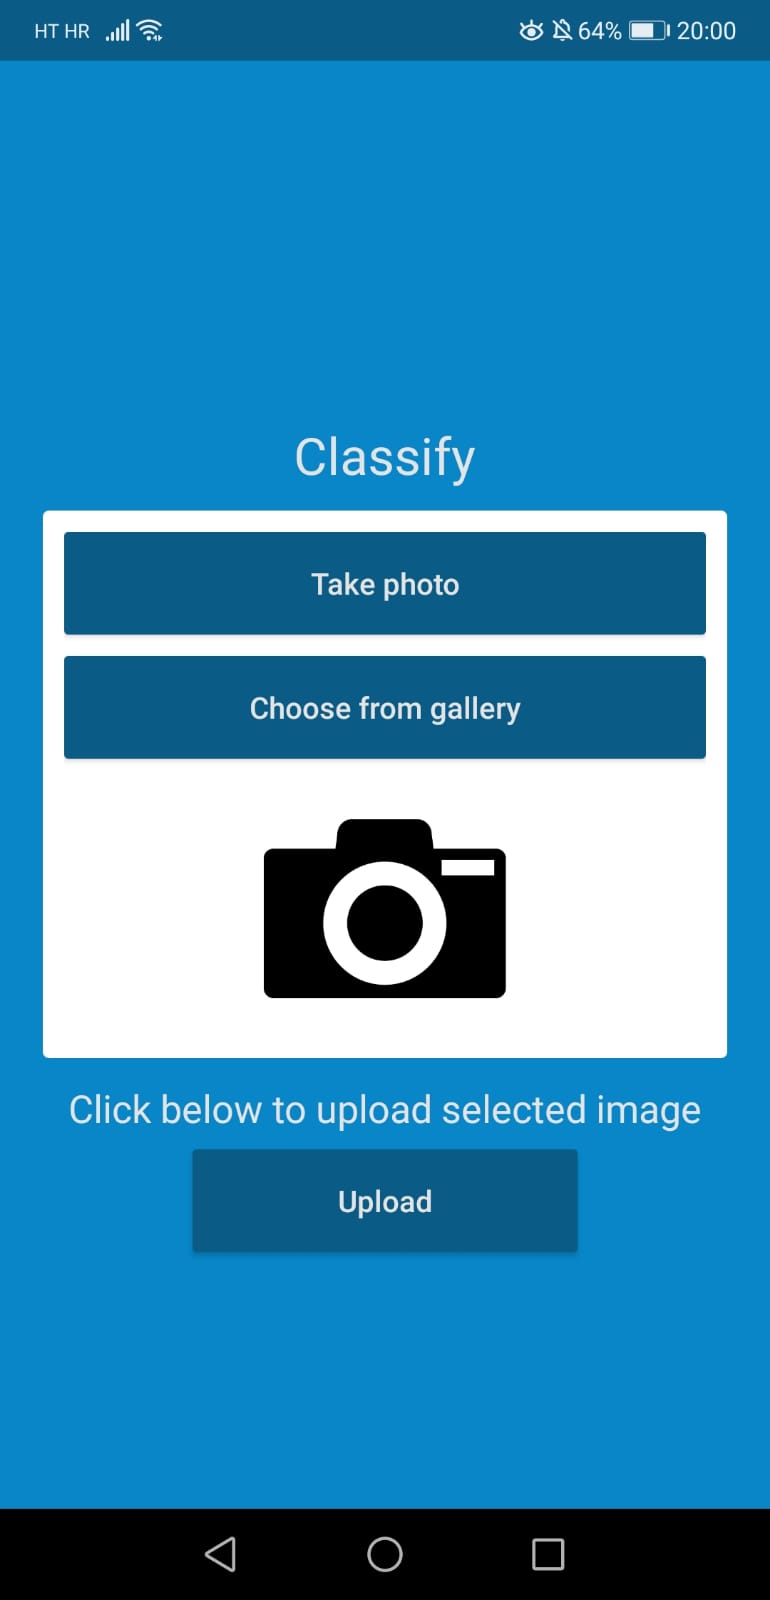 HT HR 64% 20:00
Classify
Take photo
Choose from gallery
Click below to upload selected image
Upload